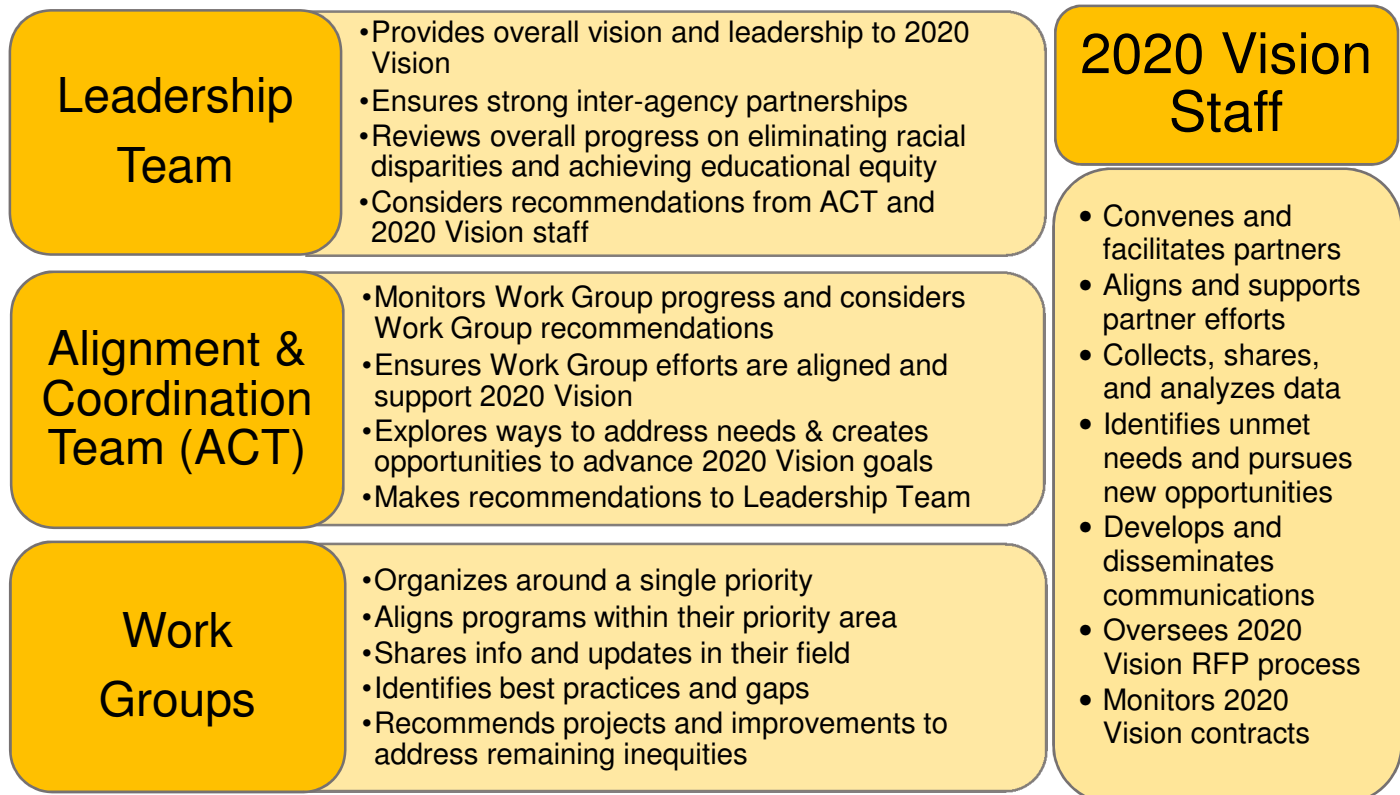 Leadership
Team
•Provides overall vision and leadership to 2020
Vision
•Ensures strong inter-agency partnerships
•Reviews overall progress on eliminating racial
disparities and achieving educational equity
•Considers recommendations from ACT and
2020 Vision staff
Alignment &
Coordination
Team (ACT)
•Monitors Work Group progress and considers
Work Group recommendations
•Ensures Work Group efforts are aligned and
support 2020 Vision
•Explores ways to address needs & creates
opportunities to advance 2020 Vision goals
•Makes recommendations to Leadership Team
Work
Groups
•Organizes around a single priority
•Aligns programs within their priority area
•Shares info and updates in their field
•Identifies best practices and gaps
•Recommends projects and improvements to
address remaining inequities
2020 Vision
Staff
• Convenes and
facilitates partners
• Aligns and supports
partner efforts
• Collects, shares,
and analyzes data
• Identifies unmet
needs and pursues
new opportunities
• Develops and
disseminates
communications
• Oversees 2020
Vision RFP process
• Monitors 2020
Vision contracts